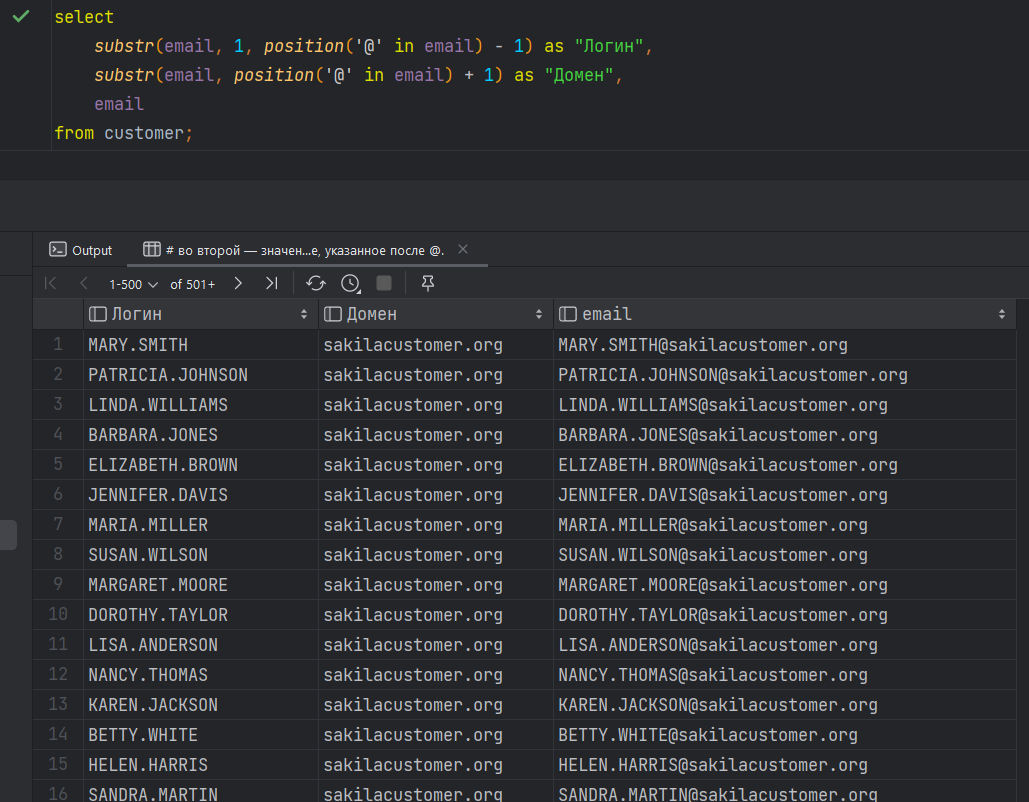 select
substr(email, 1, position('@' in email) - 1) as "Логин",
substr(email, position('@' in email) + 1) as "Домен",
email
from customer;
Output # во второй — значен...е, указанное после @.
1-500 of 501+
Логин Домен email
1 MARY.SMITH sakilacustomer.org MARY.SMITH@sakilacustomer.org
2 PATRICIA.JOHNSON sakilacustomer.org PATRICIA.JOHNSON@sakilacustomer.org
3 LINDA.WILLIAMS sakilacustomer.org LINDA.WILLIAMS@sakilacustomer.org
4 BARBARA.JONES sakilacustomer.org BARBARA.JONES@sakilacustomer.org
5 ELIZABETH.BROWN sakilacustomer.org ELIZABETH.BROWN@sakilacustomer.org
6 JENNIFER.DAVIS sakilacustomer.org JENNIFER.DAVIS@sakilacustomer.org
7 MARIA.MILLER sakilacustomer.org MARIA.MILLER@sakilacustomer.org
8 SUSAN.WILSON sakilacustomer.org SUSAN.WILSON@sakilacustomer.org
9 MARGARET.MOORE sakilacustomer.org MARGARET.MOORE@sakilacustomer.org
10 DOROTHY.TAYLOR sakilacustomer.org DOROTHY.TAYLOR@sakilacustomer.org
11 LISA.ANDERSON sakilacustomer.org LISA.ANDERSON@sakilacustomer.org
12 NANCY.THOMAS sakilacustomer.org NANCY.THOMAS@sakilacustomer.org
13 KAREN.JACKSON sakilacustomer.org KAREN.JACKSON@sakilacustomer.org
14 BETTY.WHITE sakilacustomer.org BETTY.WHITE@sakilacustomer.org
15 HELEN.HARRIS sakilacustomer.org HELEN.HARRIS@sakilacustomer.org
16 SANDRA.MARTIN sakilacustomer.org SANDRA.MARTIN@sakilacustomer.org